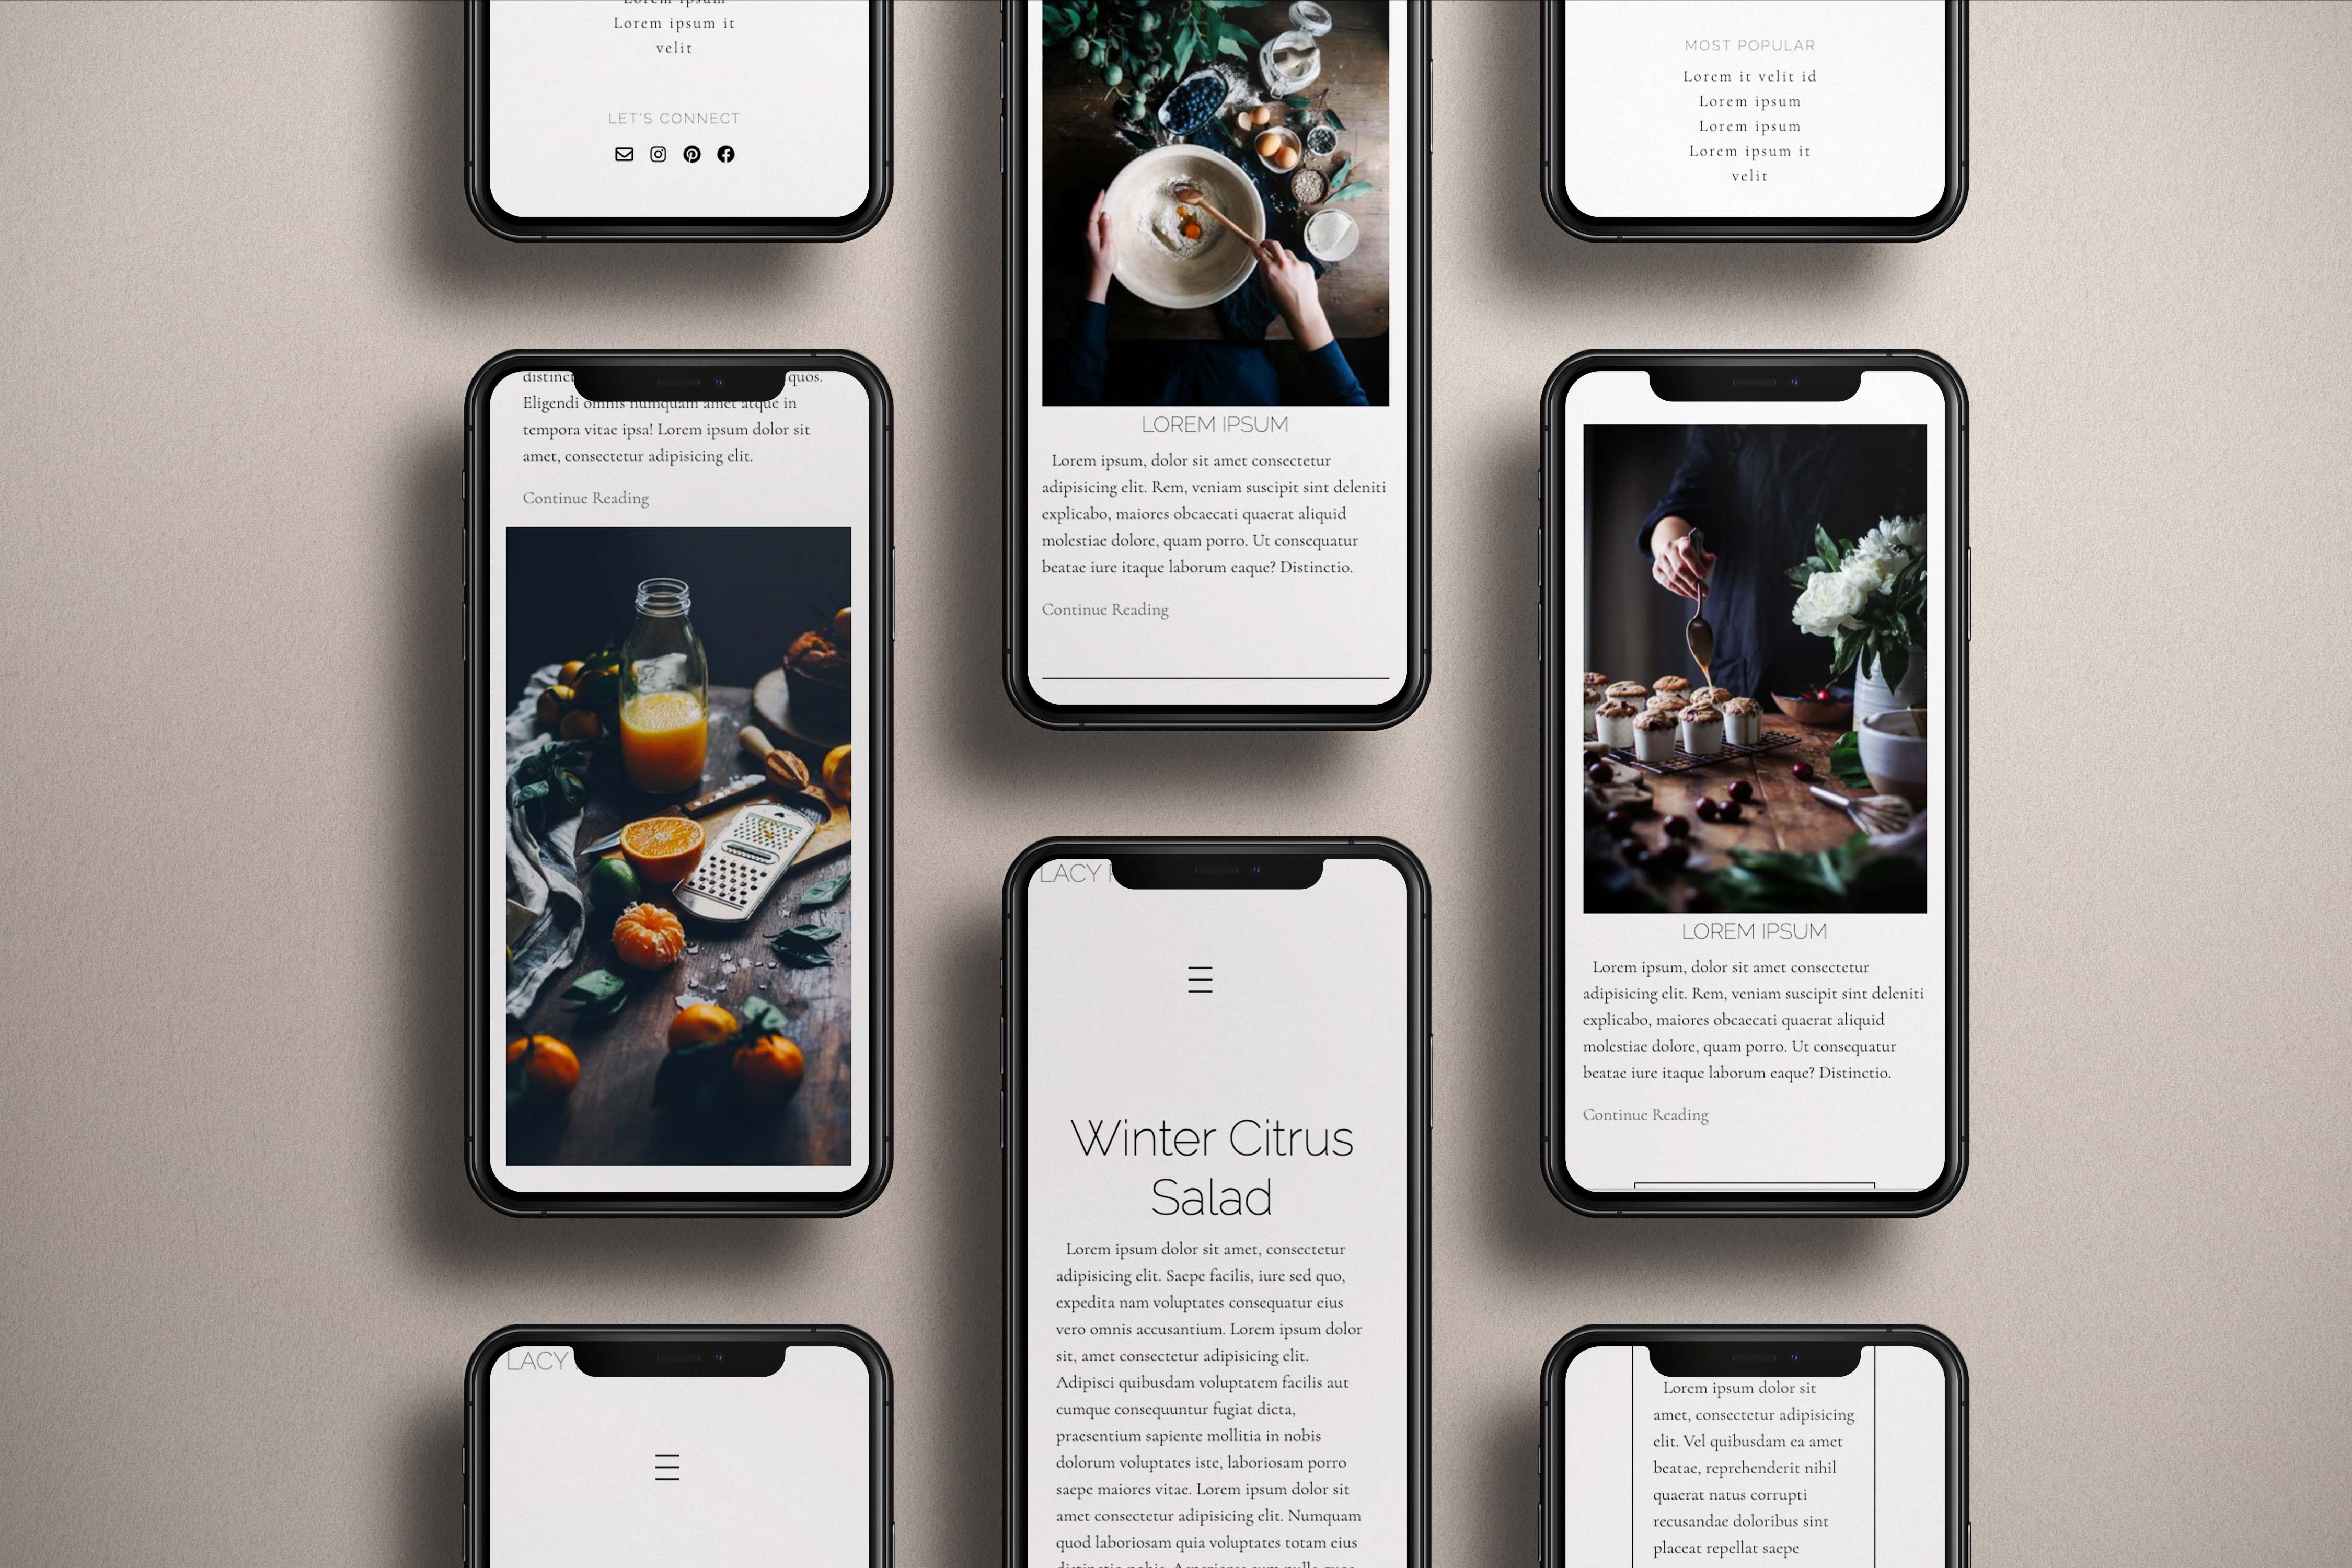 Lorem ipsum
Lorem ipsum it
velit
LET'S CONNECT
distinct quos.
Eligendi omnis numquam amet atque in
tempora vitae ipsa! Lorem ipsum dolor sit
amet, consectetur adipisicing elit.
Continue Reading
LACY
LOREM IPSUM
Lorem ipsum, dolor sit amet consectetur
adipisicing elit. Rem, veniam suscipit sint deleniti
explicabo, maiores obcaecati quaerat aliquid
molestiae dolore, quam porro. Ut consequatur
beatae iure itaque laborum eaque? Distinctio.
Continue Reading
LACY
Winter Citrus
Salad
Lorem ipsum dolor sit amet, consectetur
adipisicing elit. Saepe facilis, iure sed quo,
expedita nam voluptates consequatur eius
vero omnis accusantium. Lorem ipsum dolor
sit, amet consectetur adipisicing elit.
Adipisci quibusdam voluptatem facilis aut
cumque consequuntur fugiat dicta,
praesentium sapiente mollitia in nobis
dolorum voluptates iste, laboriosam porro
saepe maiores vitae. Lorem ipsum dolor sit
amet consectetur adipisicing elit. Numquam
quod laboriosam quia voluptates totam eius
MOST POPULAR
Lorem it velit id
Lorem ipsum
Lorem ipsum
Lorem ipsum it
velit
LOREM IPSUM
Lorem ipsum, dolor sit amet consectetur
adipisicing elit. Rem, veniam suscipit sint deleniti
explicabo, maiores obcaecati quaerat aliquid
molestiae dolore, quam porro. Ut consequatur
beatae iure itaque laborum eaque? Distinctio.
Continue Reading
Lorem ipsum dolor sit
amet, consectetur adipisicing
elit. Vel quibusdam ea amet
beatae, reprehenderit nihil
quaerat natus corrupti
recusandae doloribus sint
placeat repellat saepe